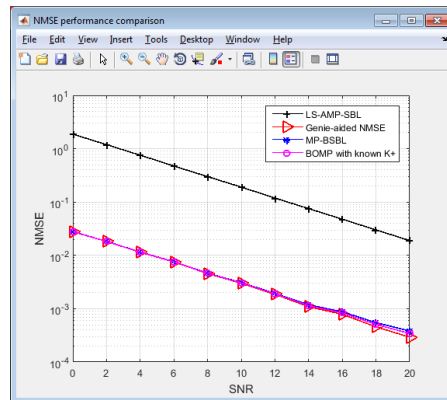 NMSE performance comparison
File Edit View Insert Tools Desktop Window Help
10^1
10^0
10^-1
10^-2
10^-3
10^-4
NMSE
LS-AMP-SBL
Genie-aided NMSE
MP-BSBL
BOMP with known K+
0 2 4 6 8 10 12 14 16 18 20
SNR